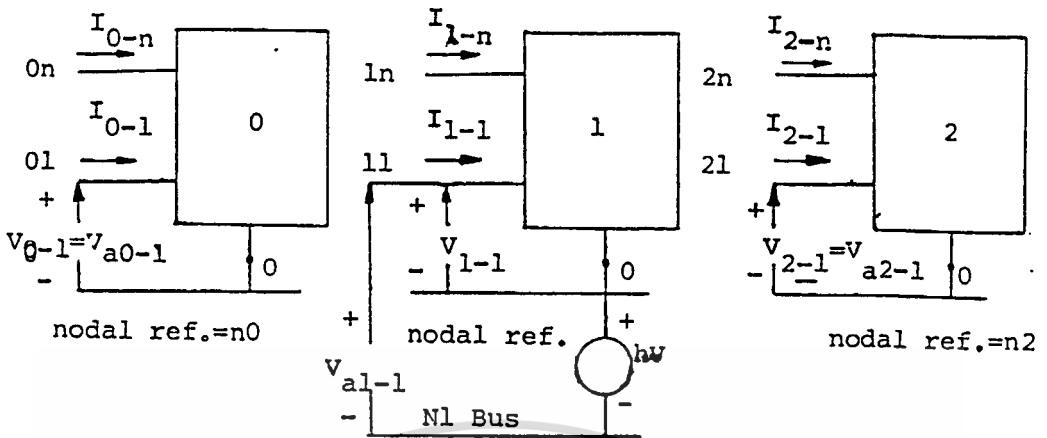 I0-n
0n
I0-1
0
01
+
V0-1=Va0-1
-
0
nodal ref.=n0
I1-n
1n
I1-1
1
11
+
V1-1
-
0
nodal ref.
+
Va1-1
-
+
hV
-
N1 Bus
I2-n
2n
I2-1
2
21
+
V2-1=Va2-1
-
0
nodal ref.=n2